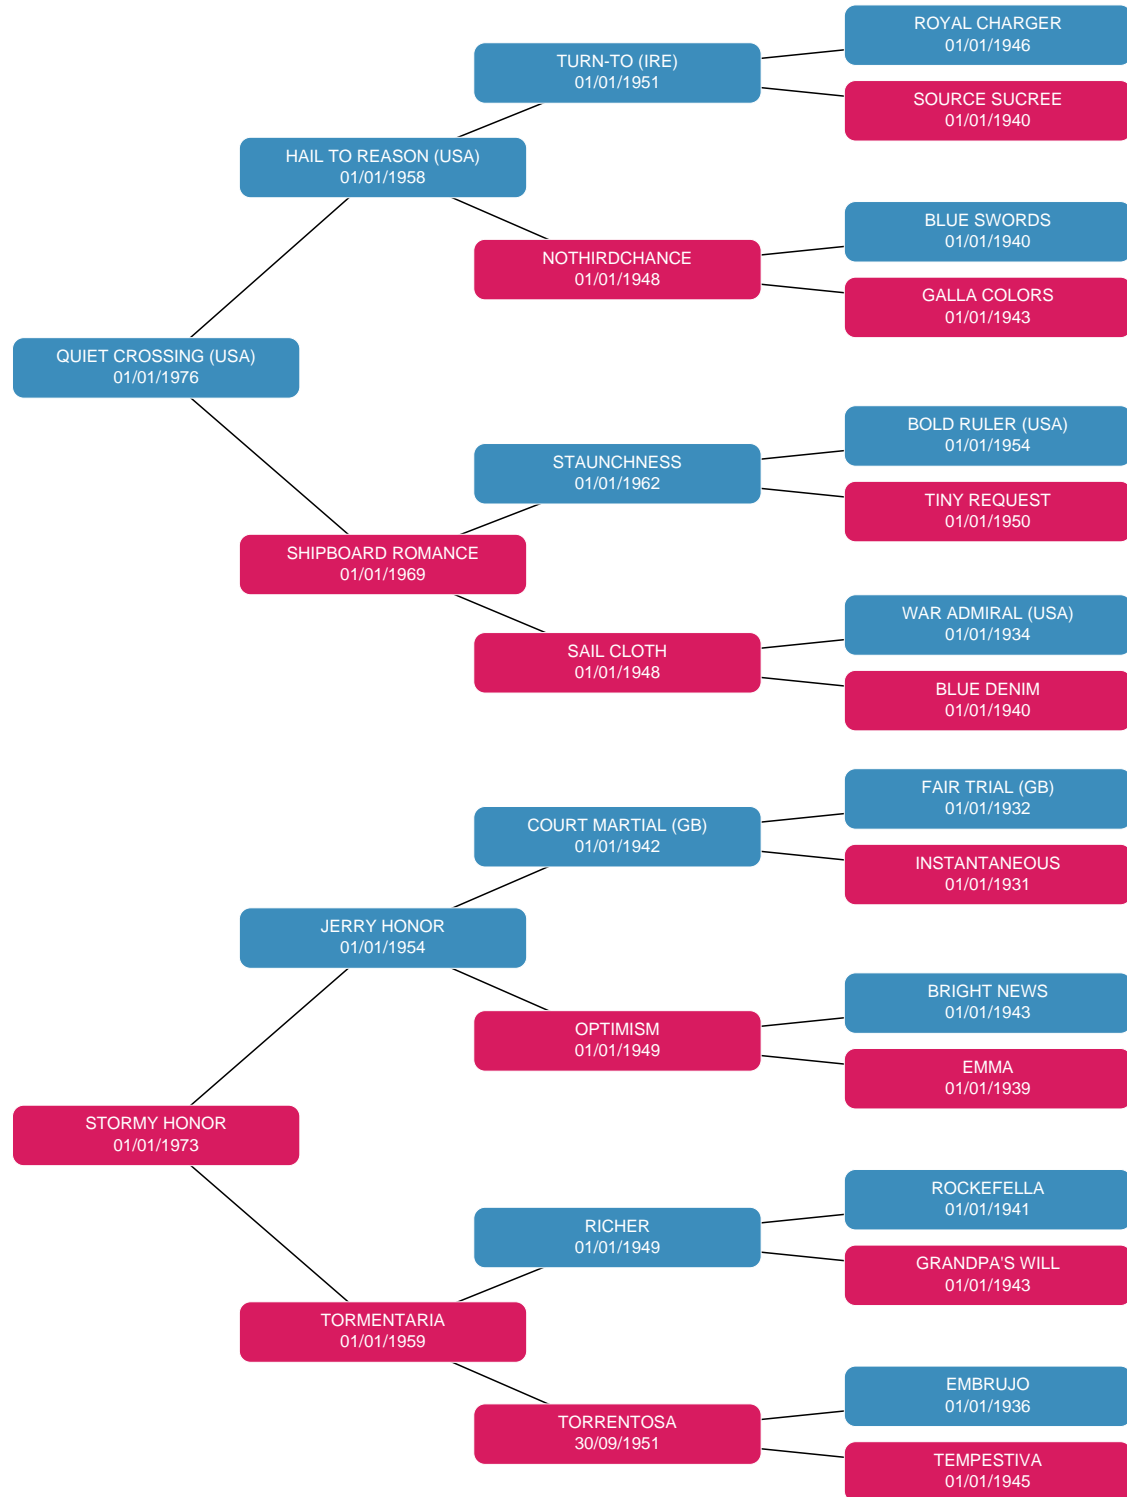 ROYAL CHARGER
01/01/1946
TURN-TO (IRE)
01/01/1951
SOURCE SUCREE
01/01/1940
HAIL TO REASON (USA)
01/01/1958
BLUE SWORDS
01/01/1940
NOTHIRDCHANCE
01/01/1948
GALLA COLORS
01/01/1943
QUIET CROSSING (USA)
01/01/1976
BOLD RULER (USA)
01/01/1954
STAUNCHNESS
01/01/1962
TINY REQUEST
01/01/1950
SHIPBOARD ROMANCE
01/01/1969
WAR ADMIRAL (USA)
01/01/1934
SAIL CLOTH
01/01/1948
BLUE DENIM
01/01/1940
FAIR TRIAL (GB)
01/01/1932
COURT MARTIAL (GB)
01/01/1942
INSTANTANEOUS
01/01/1931
JERRY HONOR
01/01/1954
BRIGHT NEWS
01/01/1943
OPTIMISM
01/01/1949
EMMA
01/01/1939
STORMY HONOR
01/01/1973
ROCKEFELLA
01/01/1941
RICHER
01/01/1949
GRANDPA'S WILL
01/01/1943
TORMENTARIA
01/01/1959
EMBRUJO
01/01/1936
TORRENTOSA
30/09/1951
TEMPESTIVA
01/01/1945